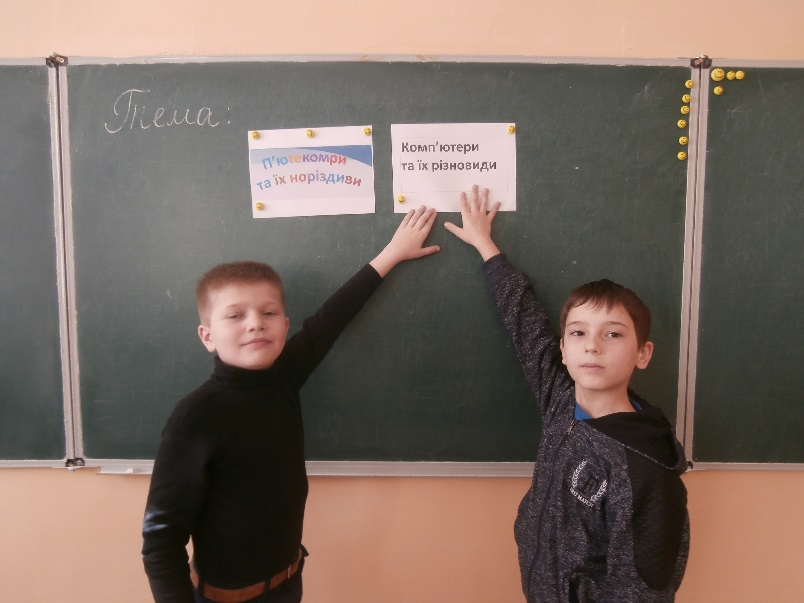 Тема:
П'ютекомри
та їх норіздиви
Комп'ютери
та їх різновиди